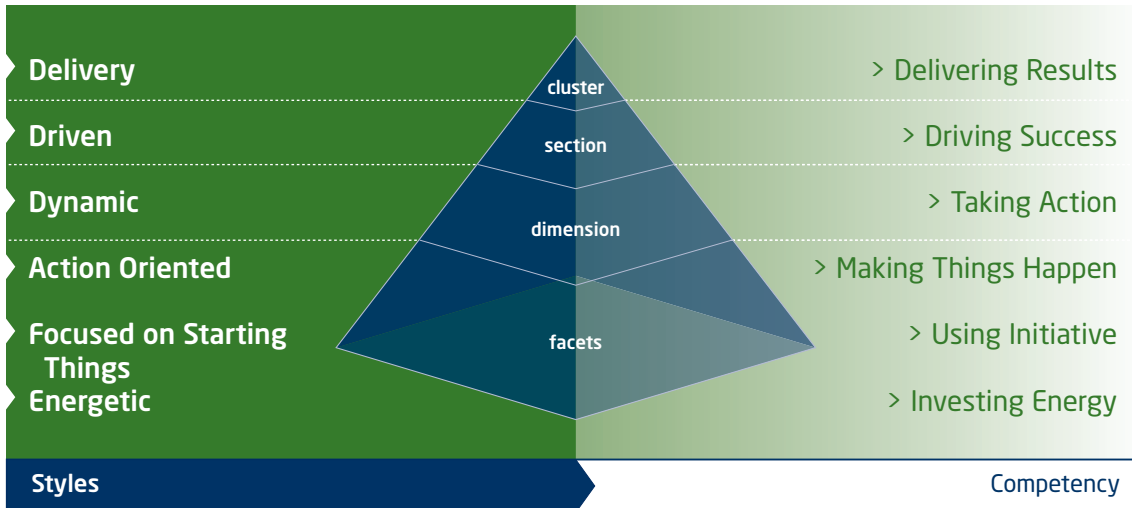 Delivery
cluster
> Delivering Results
Driven
section
> Driving Success
Dynamic
dimension
> Taking Action
Action Oriented
> Making Things Happen
Focused on Starting
Things
facets
> Using Initiative
Energetic
> Investing Energy
Styles
Competency